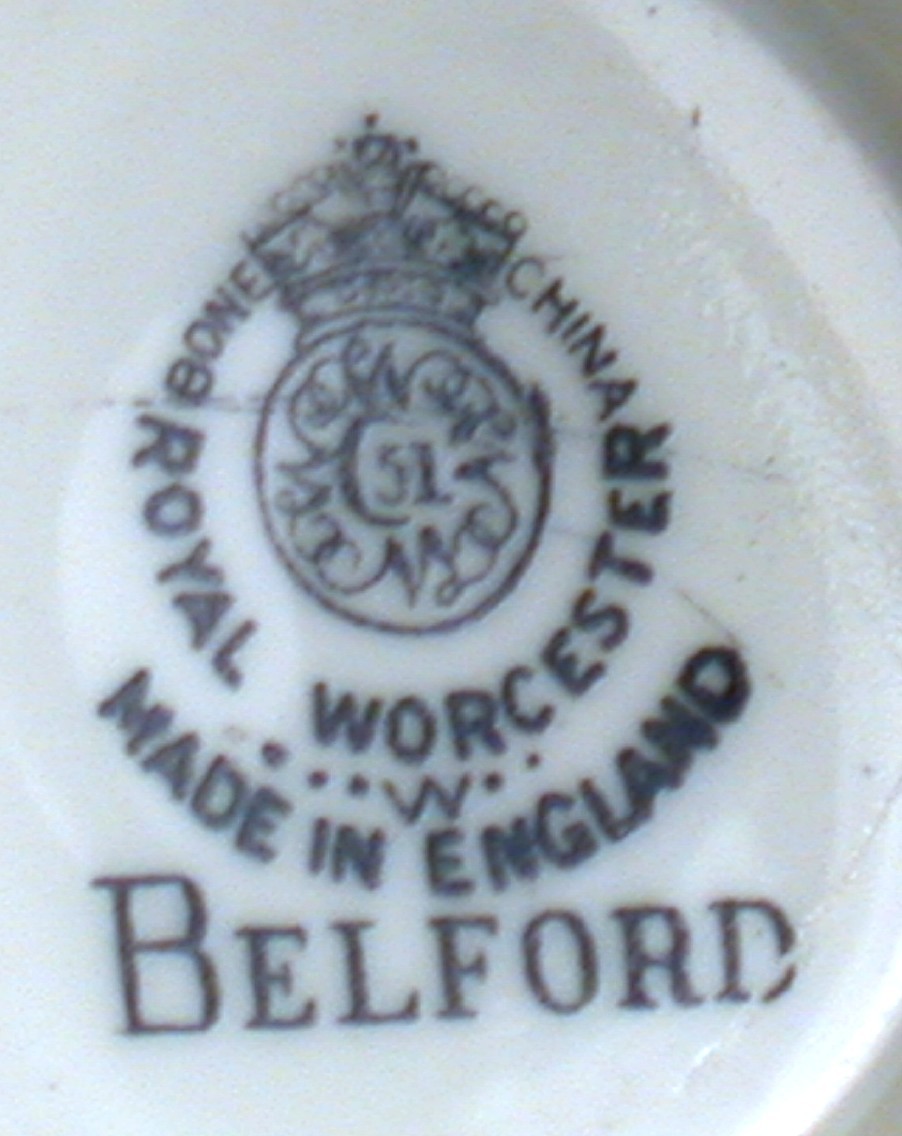 BONE CHINA
51
ROYAL WORCESTER
W
MADE IN ENGLAND
BELFORD